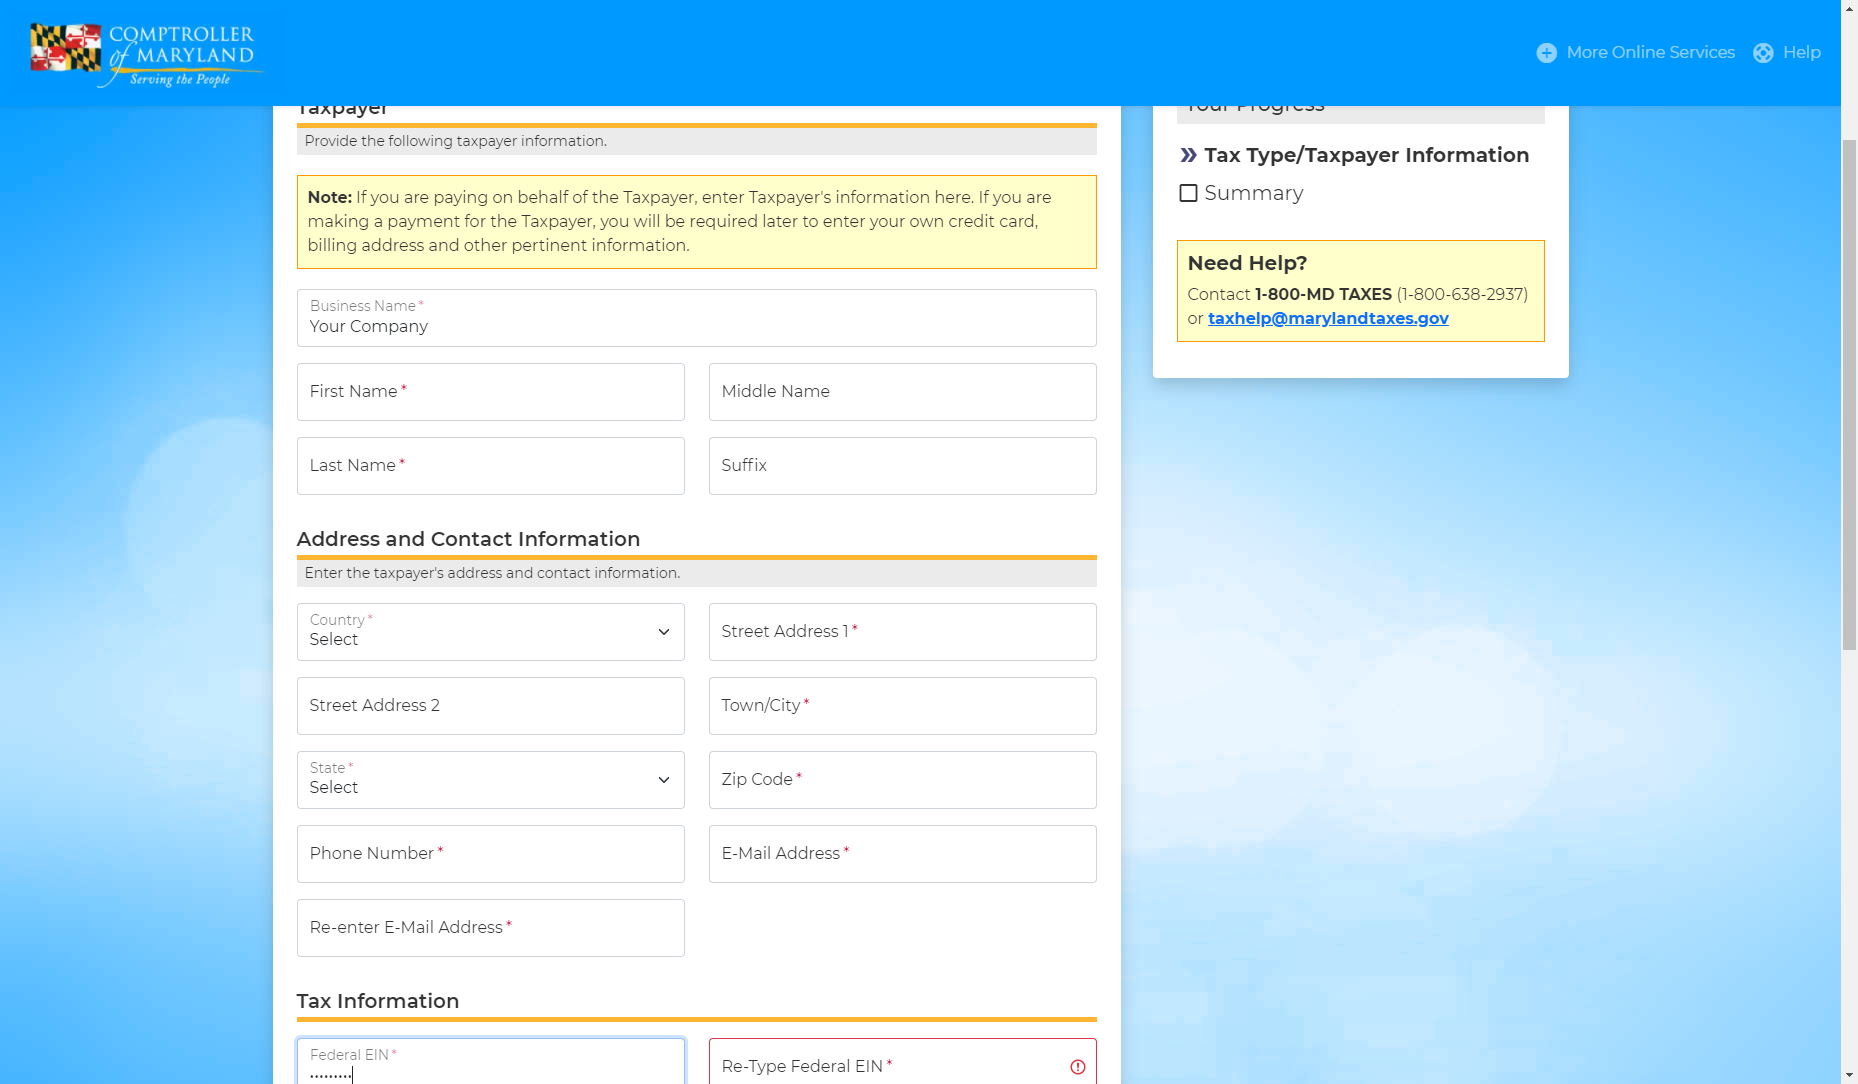 COMPTROLLER
of MARYLAND
Serving the People
More Online Services
Help
Taxpayer
Provide the following taxpayer information.
Note: If you are paying on behalf of the Taxpayer, enter Taxpayer's information here. If you are
making a payment for the Taxpayer, you will be required later to enter your own credit card,
billing address and other pertinent information.
Business Name *
Your Company
First Name *
Middle Name
Last Name *
Suffix
Address and Contact Information
Enter the taxpayer's address and contact information.
Country *
Select
Street Address 1 *
Street Address 2
Town/City *
State *
Select
Zip Code *
Phone Number *
E-Mail Address *
Re-enter E-Mail Address *
Tax Information
Federal EIN *
•••••••••
Re-Type Federal EIN *
Your Progress
» Tax Type/Taxpayer Information
Summary
Need Help?
Contact 1-800-MD TAXES (1-800-638-2937)
or taxhelp@marylandtaxes.gov